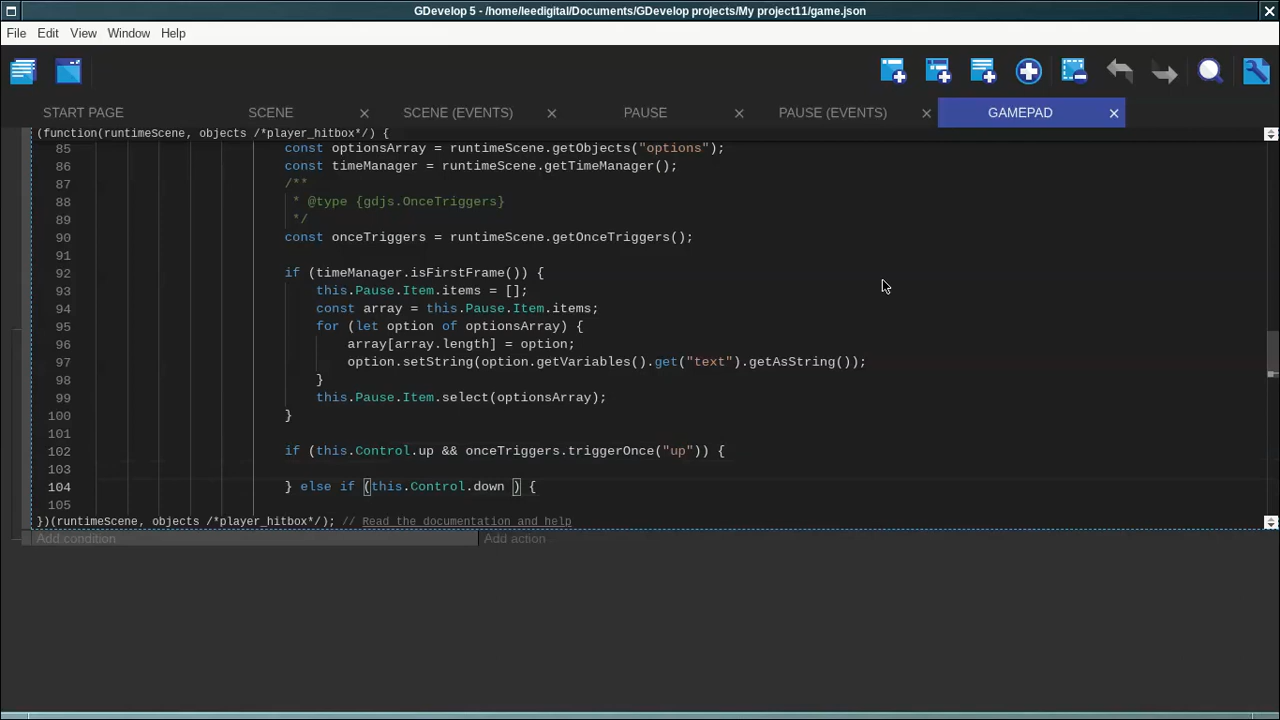 GDevelop 5 - /home/leedigital/Documents/GDevelop projects/My project11/game.json
File Edit View Window Help
START PAGE SCENE SCENE (EVENTS) PAUSE PAUSE (EVENTS) GAMEPAD
(function(runtimeScene, objects /*player_hitbox*/) {
85 const optionsArray = runtimeScene.getObjects("options");
86 const timeManager = runtimeScene.getTimeManager();
87 /**
88 * @type {gdjs.OnceTriggers}
89 */
90 const onceTriggers = runtimeScene.getOnceTriggers();
91
92 if (timeManager.isFirstFrame()) {
93 this.Pause.Item.items = [];
94 const array = this.Pause.Item.items;
95 for (let option of optionsArray) {
96 array[array.length] = option;
97 option.setString(option.getVariables().get("text").getAsString());
98 }
99 this.Pause.Item.select(optionsArray);
100 }
101
102 if (this.Control.up && onceTriggers.triggerOnce("up")) {
103
104 } else if (this.Control.down ) {
105
})(runtimeScene, objects /*player_hitbox*/); // Read the documentation and help
Add condition Add action